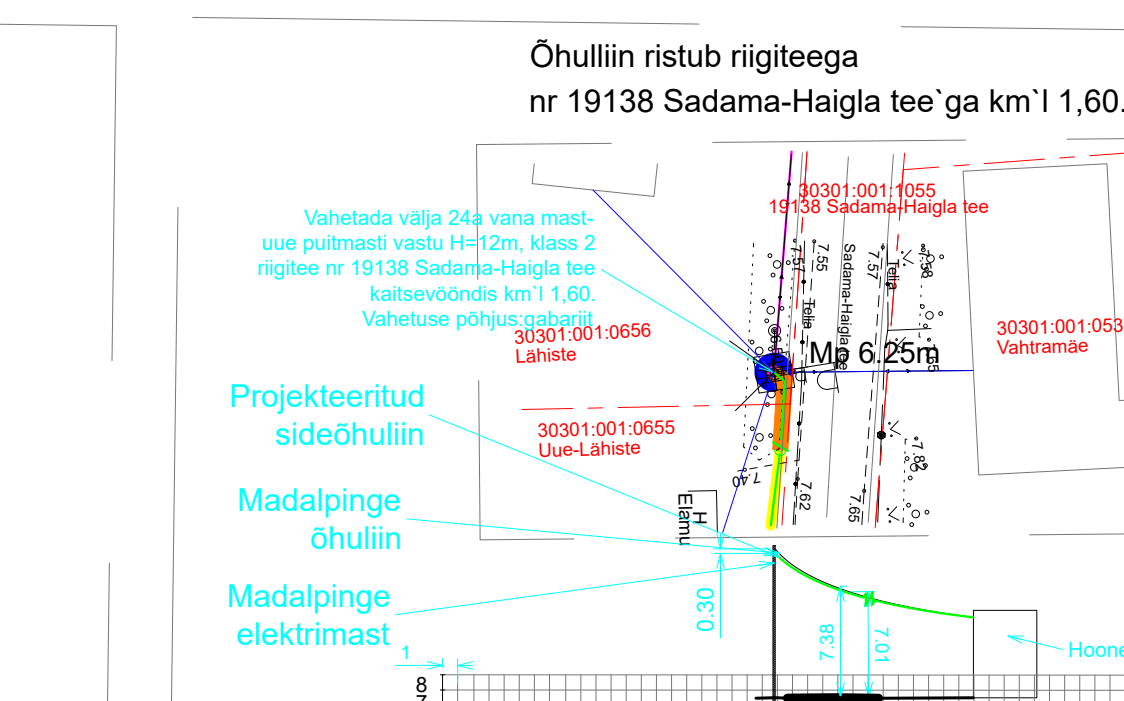 Õhulliin ristub riigiteega
nr 19138 Sadama-Haigla tee`ga km`l 1,60.
30301:001:1055
19138 Sadama-Haigla tee
Vahetada välja 24a vana mast-
uue puitmasti vastu H=12m, klass 2
riigitee nr 19138 Sadama-Haigla tee
kaitsevööndis km`l 1,60.
Vahetuse põhjus:gabariit
30301:001:0656
Lähiste
7.57
7.55
Telia
Sadama-Haigla tee
7.57
Telia
Mp 6.25m
30301:001:053
Vahtramäe
Projekteeritud
sideõhuliin
30301:001:0655
Uue-Lähiste
7.40
7.62
7.65
7.82
Madalpinge
õhuliin
H
Elamu
Madalpinge
elektrimast
0.30
7.38
7.01
Hoone
1
8
7